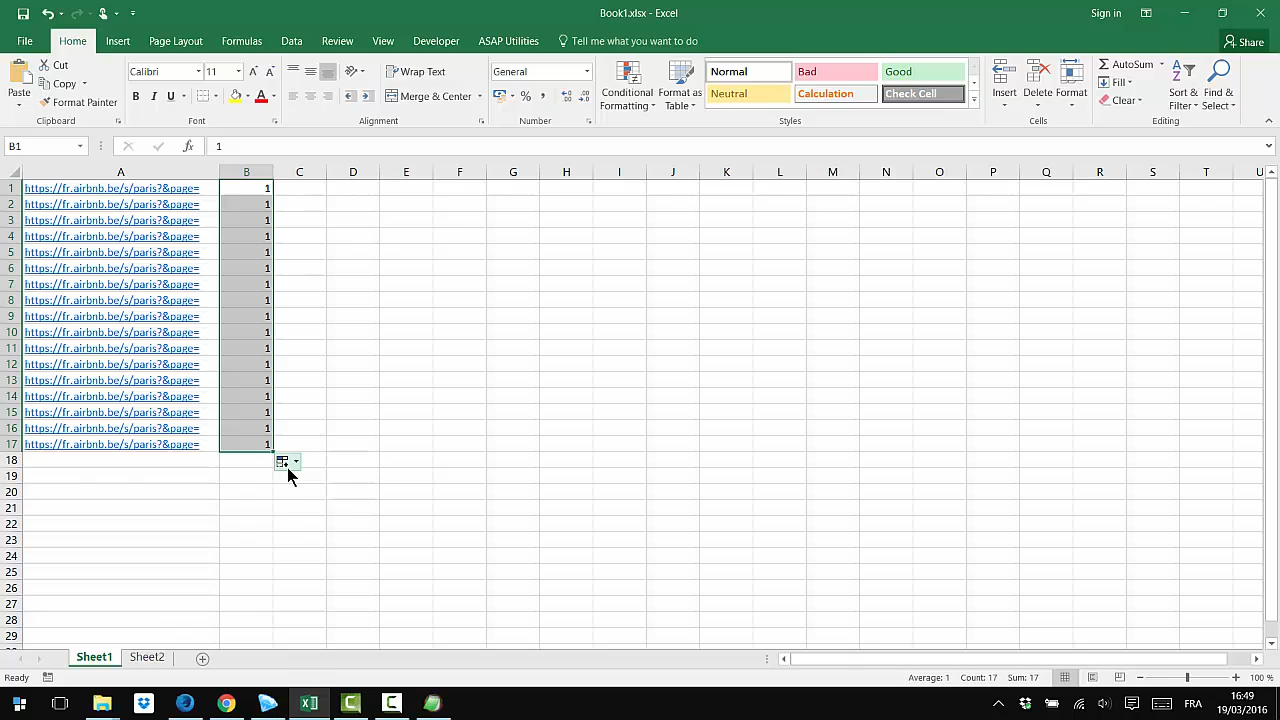 Book1.xlsx - Excel
Sign in
File Home Insert Page Layout Formulas Data Review View Developer ASAP Utilities Tell me what you want to do Share
Paste
Cut
Copy
Format Painter
Clipboard
Calibri 11
B I U
Font
Wrap Text
Merge & Center
Alignment
General
Number
Conditional Formatting
Format as Table
Normal Bad Good
Neutral Calculation Check Cell
Styles
Insert Delete Format
Cells
AutoSum
Fill
Clear
Sort & Filter
Find & Select
Editing
B1 fx 1
A B C D E F G H I J K L M N O P Q R S T U
1 https://fr.airbnb.be/s/paris?&page= 1
2 https://fr.airbnb.be/s/paris?&page= 1
3 https://fr.airbnb.be/s/paris?&page= 1
4 https://fr.airbnb.be/s/paris?&page= 1
5 https://fr.airbnb.be/s/paris?&page= 1
6 https://fr.airbnb.be/s/paris?&page= 1
7 https://fr.airbnb.be/s/paris?&page= 1
8 https://fr.airbnb.be/s/paris?&page= 1
9 https://fr.airbnb.be/s/paris?&page= 1
10 https://fr.airbnb.be/s/paris?&page= 1
11 https://fr.airbnb.be/s/paris?&page= 1
12 https://fr.airbnb.be/s/paris?&page= 1
13 https://fr.airbnb.be/s/paris?&page= 1
14 https://fr.airbnb.be/s/paris?&page= 1
15 https://fr.airbnb.be/s/paris?&page= 1
16 https://fr.airbnb.be/s/paris?&page= 1
17 https://fr.airbnb.be/s/paris?&page= 1
18
19
20
21
22
23
24
25
26
27
28
29
Sheet1 Sheet2
Ready
Average: 1 Count: 17 Sum: 17
100 %
FRA
16:49
19/03/2016